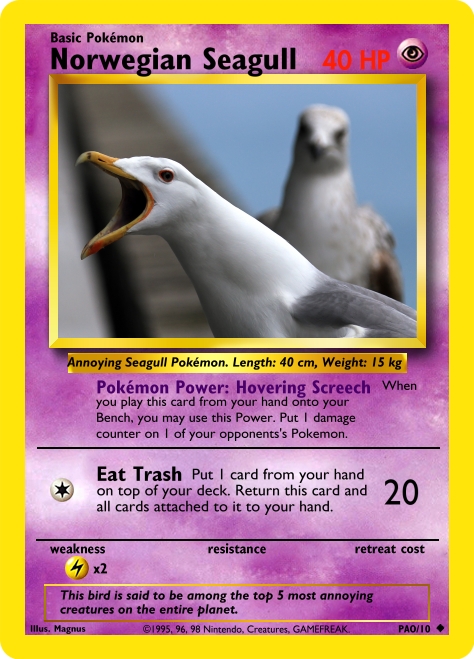 Basic Pokémon
Norwegian Seagull 40 HP
Annoying Seagull Pokémon. Length: 40 cm, Weight: 15 kg
Pokémon Power: Hovering Screech When
you play this card from your hand onto your
Bench, you may use this Power. Put 1 damage
counter on 1 of your opponents's Pokemon.
Eat Trash Put 1 card from your hand
on top of your deck. Return this card and
all cards attached to it to your hand.
20
weakness resistance retreat cost
x2
This bird is said to be among the top 5 most annoying
creatures on the entire planet.
Illus. Magnus ©1995, 96, 98 Nintendo, Creatures, GAMEFREAK. PAO/10